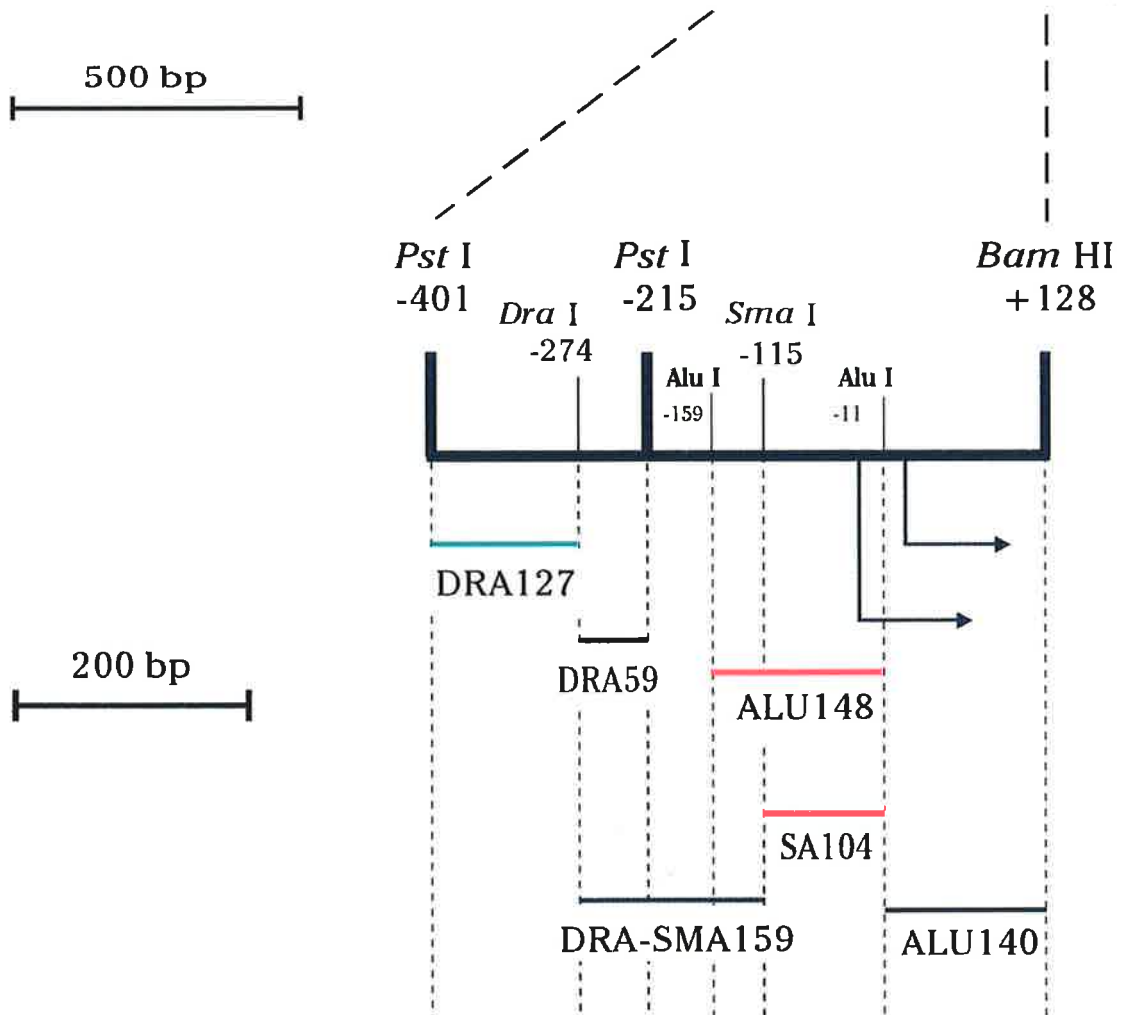 500 bp
Pst I
-401
Dra I
-274
Pst I
-215
Alu I
-159
Sma I
-115
Alu I
-11
Bam HI
+128
DRA127
200 bp
DRA59
ALU148
SA104
DRA-SMA159
ALU140